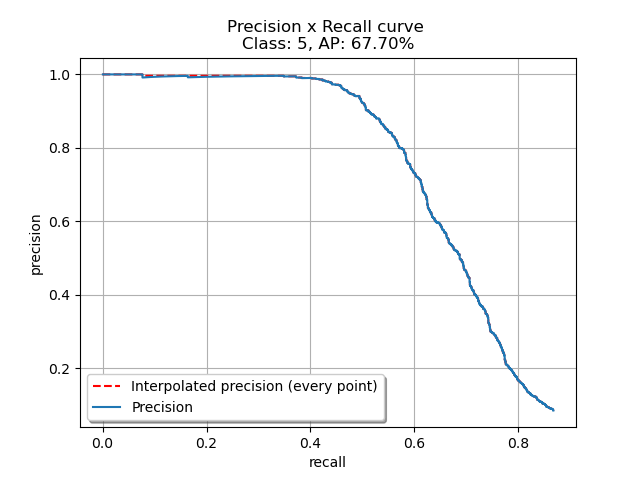 Precision x Recall curve
Class: 5, AP: 67.70%
1.0
0.8
0.6
0.4
0.2
precision
Interpolated precision (every point)
Precision
0.0 0.2 0.4 0.6 0.8
recall